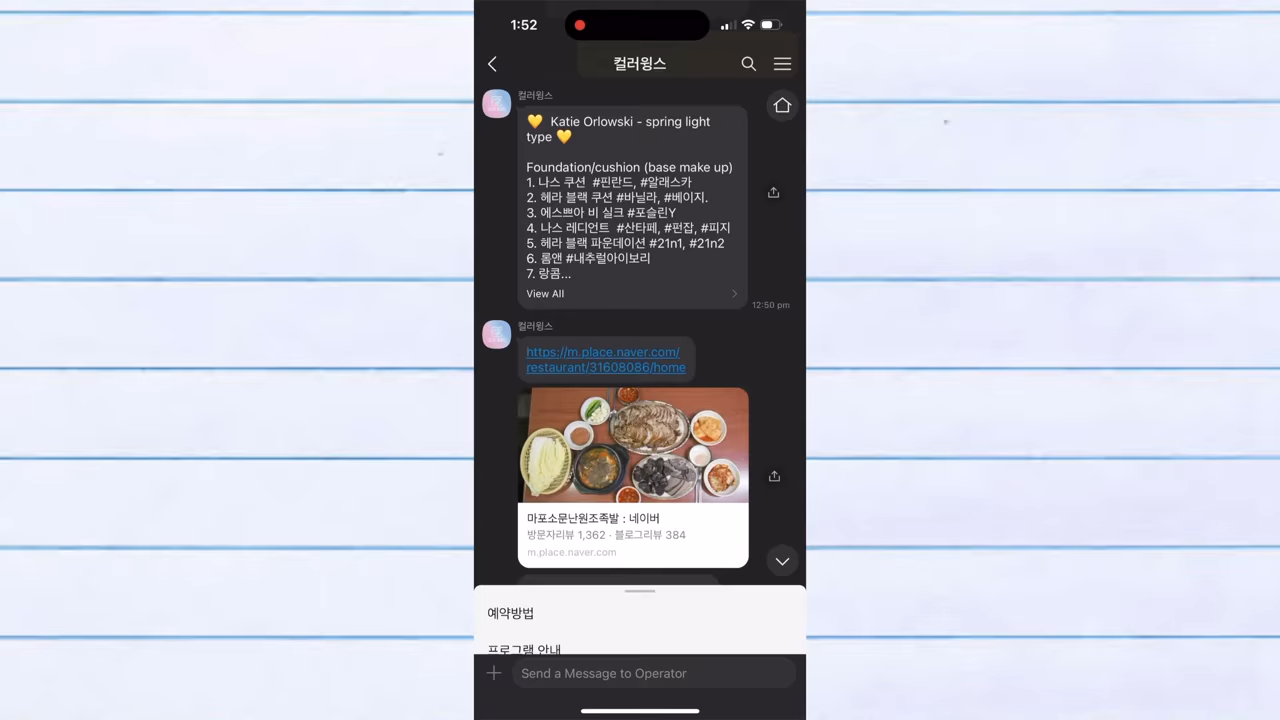 1:52
컬러윙스
컬러윙스
💛 Katie Orlowski - spring light
type 💛
Foundation/cushion (base make up)
1. 나스 쿠션 #핀란드, #알래스카
2. 헤라 블랙 쿠션 #바닐라, #베이지.
3. 에스쁘아 비 실크 #포슬린Y
4. 나스 레디언트 #산타페, #펀잡, #피지
5. 헤라 블랙 파운데이션 #21n1, #21n2
6. 롬앤 #내추럴아이보리
7. 랑콤...
View All
12:50 pm
컬러윙스
https://m.place.naver.com/
restaurant/31608086/home
마포소문난원조족발 : 네이버
방문자리뷰 1,362 · 블로그리뷰 384
m.place.naver.com
예약방법
프로그램 안내
Send a Message to Operator